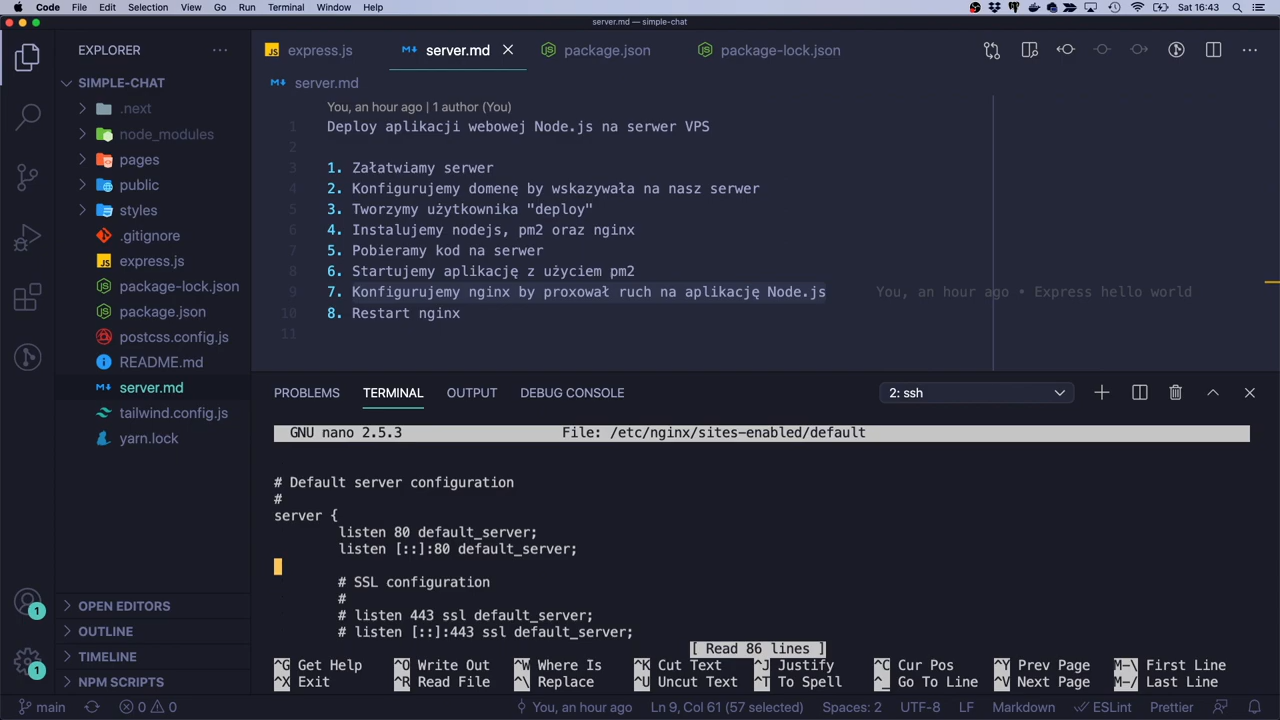 Code File Edit Selection View Go Run Terminal Window Help Sat 16:43
server.md — simple-chat
EXPLORER ···
JS express.js server.md package.json package-lock.json
SIMPLE-CHAT
server.md
.next
node_modules
pages
public
styles
.gitignore
JS express.js
package-lock.json
package.json
postcss.config.js
README.md
server.md
tailwind.config.js
yarn.lock
OPEN EDITORS
OUTLINE
TIMELINE
NPM SCRIPTS
1
1
You, an hour ago | 1 author (You)
1 Deploy aplikacji webowej Node.js na serwer VPS
2
3 1. Załatwiamy serwer
4 2. Konfigurujemy domenę by wskazywała na nasz serwer
5 3. Tworzymy użytkownika "deploy"
6 4. Instalujemy nodejs, pm2 oraz nginx
7 5. Pobieramy kod na serwer
8 6. Startujemy aplikację z użyciem pm2
9 7. Konfigurujemy nginx by proxował ruch na aplikację Node.js You, an hour ago • Express hello world
10 8. Restart nginx
11
PROBLEMS TERMINAL OUTPUT DEBUG CONSOLE 2: ssh
GNU nano 2.5.3 File: /etc/nginx/sites-enabled/default
# Default server configuration
#
server {
listen 80 default_server;
listen [::]:80 default_server;
# SSL configuration
#
# listen 443 ssl default_server;
# listen [::]:443 ssl default_server;
[ Read 86 lines ]
^G Get Help ^O Write Out ^W Where Is ^K Cut Text ^J Justify ^C Cur Pos ^Y Prev Page M-\ First Line
^X Exit ^R Read File ^\ Replace ^U Uncut Text ^T To Spell ^_ Go To Line ^V Next Page M-/ Last Line
main 0 0 You, an hour ago Ln 9, Col 61 (57 selected) Spaces: 2 UTF-8 LF Markdown ESLint Prettier